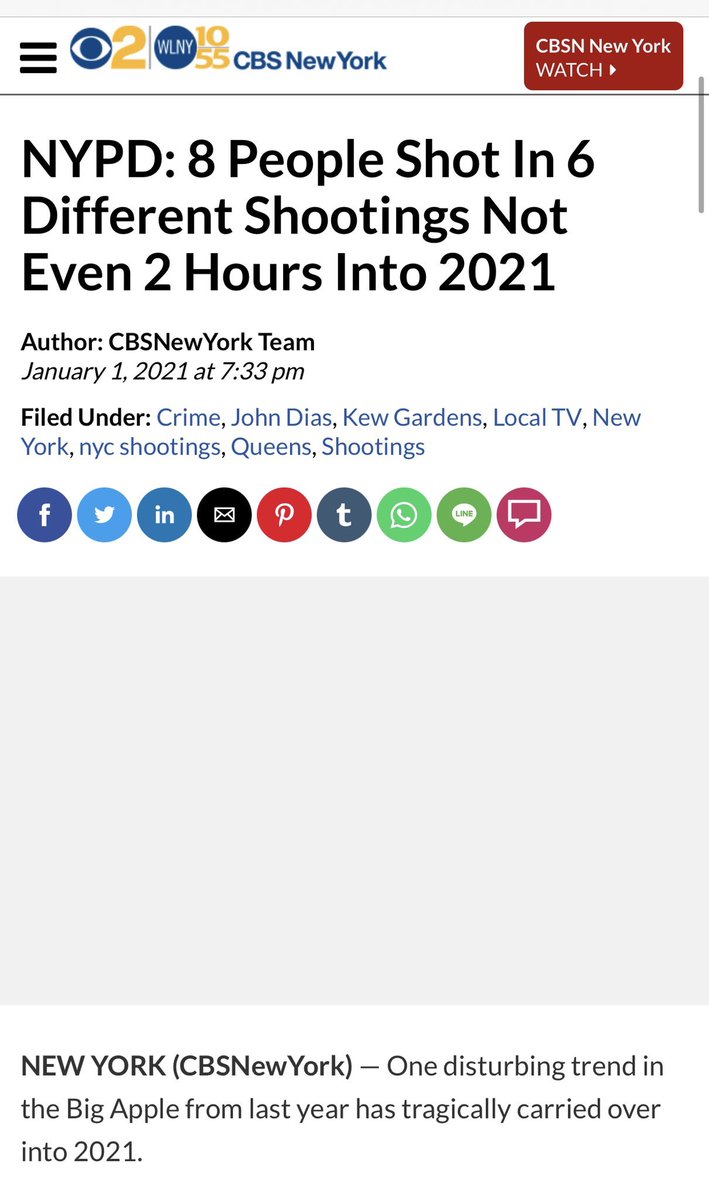 2 WLNY 10 55 CBS New York
CBSN New York
WATCH
NYPD: 8 People Shot In 6
Different Shootings Not
Even 2 Hours Into 2021
Author: CBSNewYork Team
January 1, 2021 at 7:33 pm
Filed Under: Crime, John Dias, Kew Gardens, Local TV, New
York, nyc shootings, Queens, Shootings
f in t LINE
NEW YORK (CBSNewYork) — One disturbing trend in
the Big Apple from last year has tragically carried over
into 2021.